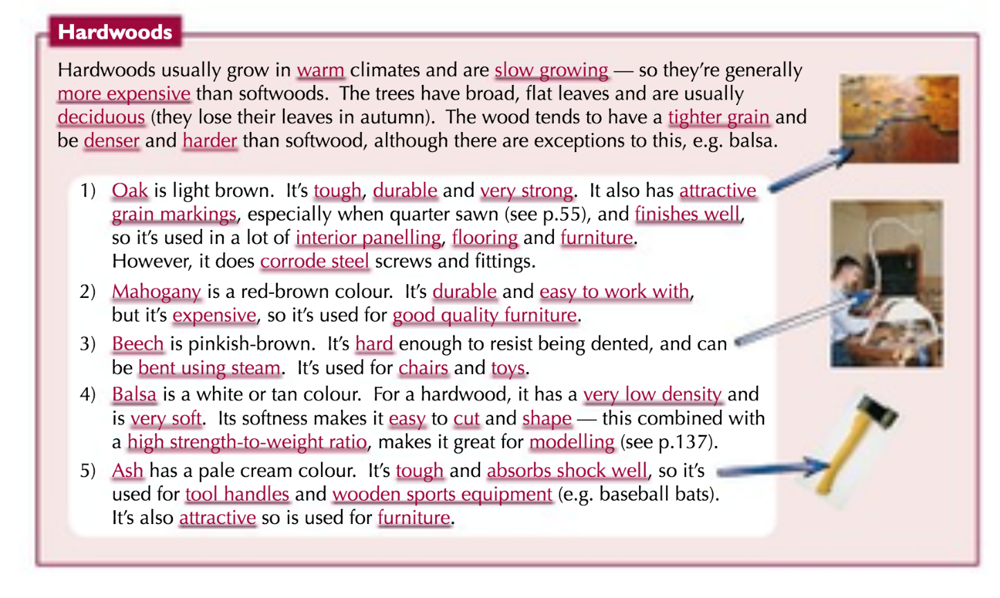 Hardwoods
Hardwoods usually grow in warm climates and are slow growing — so they're generally
more expensive than softwoods. The trees have broad, flat leaves and are usually
deciduous (they lose their leaves in autumn). The wood tends to have a tighter grain and
be denser and harder than softwood, although there are exceptions to this, e.g. balsa.
1) Oak is light brown. It's tough, durable and very strong. It also has attractive
grain markings, especially when quarter sawn (see p.55), and finishes well,
so it's used in a lot of interior panelling, flooring and furniture.
However, it does corrode steel screws and fittings.
2) Mahogany is a red-brown colour. It's durable and easy to work with,
but it's expensive, so it's used for good quality furniture.
3) Beech is pinkish-brown. It's hard enough to resist being dented, and can
be bent using steam. It's used for chairs and toys.
4) Balsa is a white or tan colour. For a hardwood, it has a very low density and
is very soft. Its softness makes it easy to cut and shape — this combined with
a high strength-to-weight ratio, makes it great for modelling (see p.137).
5) Ash has a pale cream colour. It's tough and absorbs shock well, so it's
used for tool handles and wooden sports equipment (e.g. baseball bats).
It's also attractive so is used for furniture.